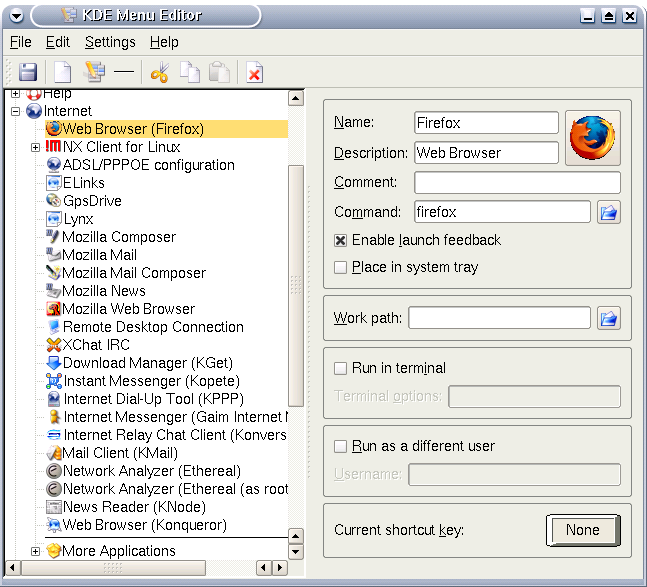 KDE Menu Editor
File Edit Settings Help
Help
Internet
Web Browser (Firefox)
NX Client for Linux
ADSL/PPPOE configuration
ELinks
GpsDrive
Lynx
Mozilla Composer
Mozilla Mail
Mozilla Mail Composer
Mozilla News
Mozilla Web Browser
Remote Desktop Connection
XChat IRC
Download Manager (KGet)
Instant Messenger (Kopete)
Internet Dial-Up Tool (KPPP)
Internet Messenger (Gaim Internet
Internet Relay Chat Client (Konvers
Mail Client (KMail)
Network Analyzer (Ethereal)
Network Analyzer (Ethereal (as root
News Reader (KNode)
Web Browser (Konqueror)
More Applications
Name: Firefox
Description: Web Browser
Comment:
Command: firefox
Enable launch feedback
Place in system tray
Work path:
Run in terminal
Terminal options:
Run as a different user
Username:
Current shortcut key: None